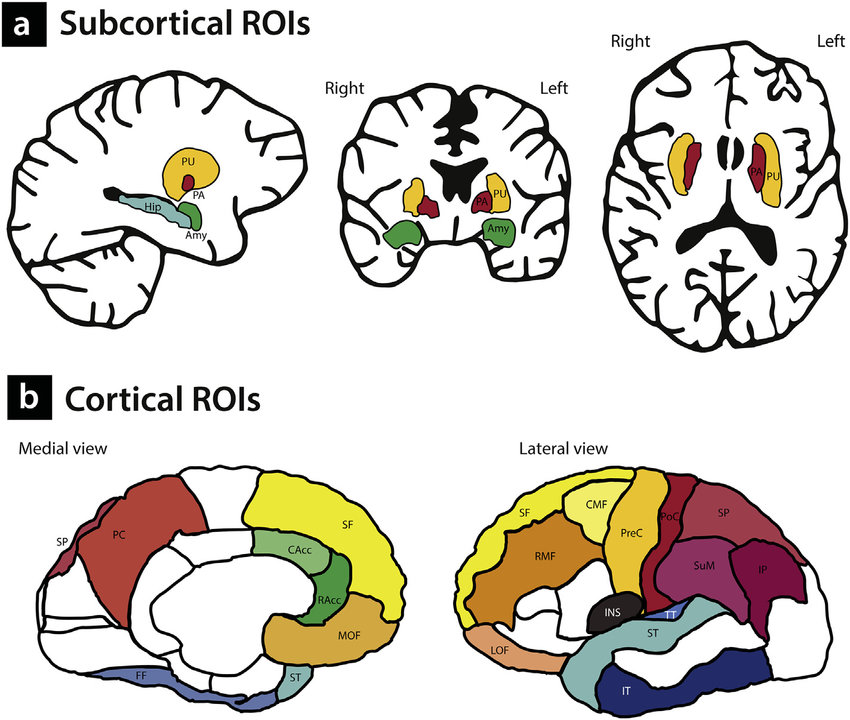 a Subcortical ROIs
Right Left
Right Left
PU
PA
Hip
Amy
PU
PA
Amy
PA
PU
b Cortical ROIs
Medial view
Lateral view
SP
PC
SF
CAcc
RAcc
MOF
ST
FF
SF
CMF
RMF
PreC
PoC
SP
SuM
IP
INS
TT
ST
LOF
IT